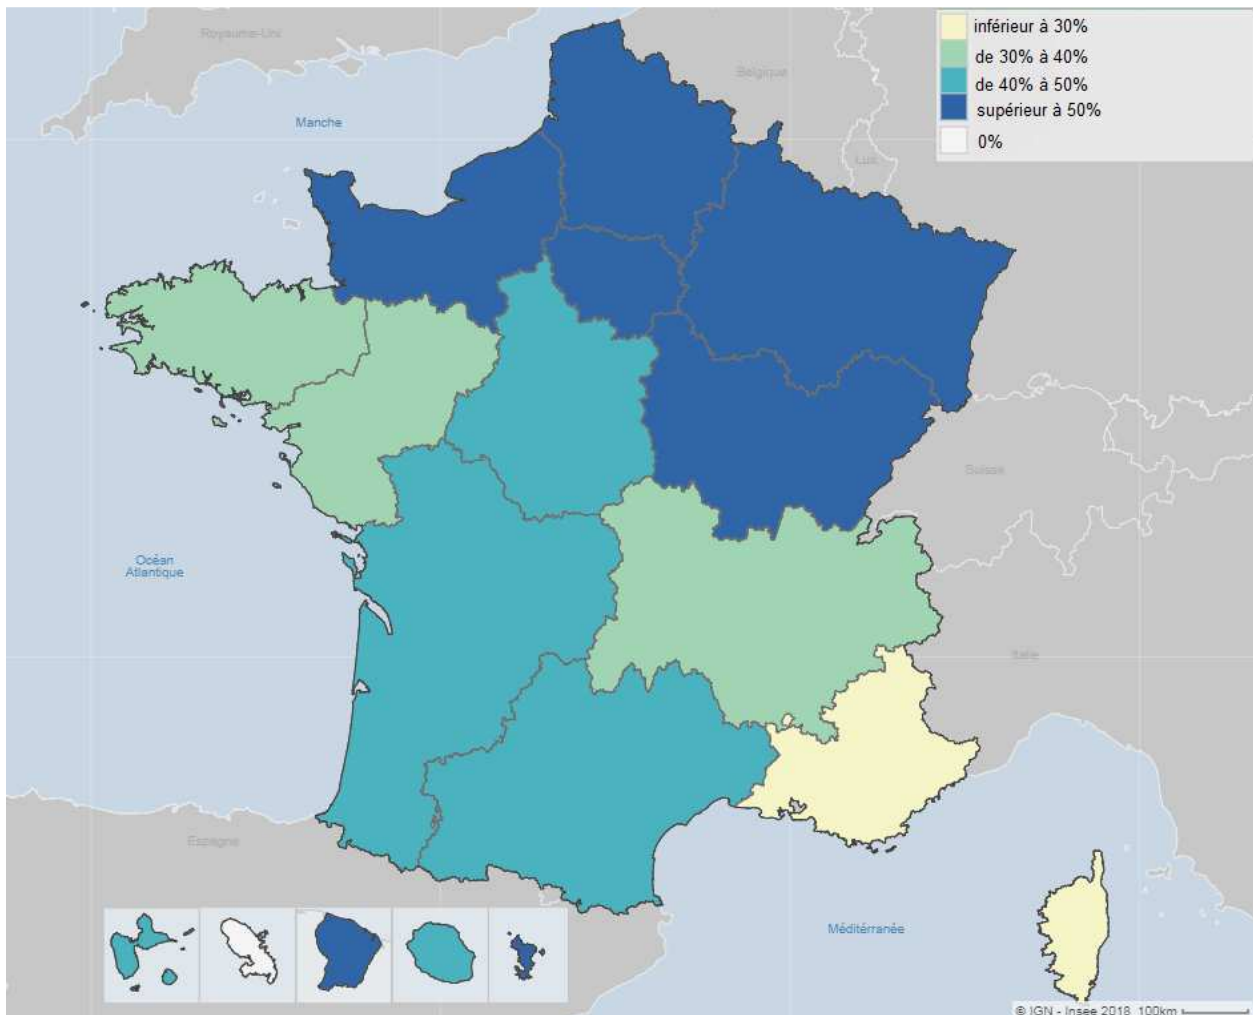 Royaume-Uni
Belgique
Lux
Manche
inférieur à 30%
de 30% à 40%
de 40% à 50%
supérieur à 50%
0%
Suisse
Océan
Atlantique
Italie
Espagne
Méditérranée
© IGN - Insee 2018 100km